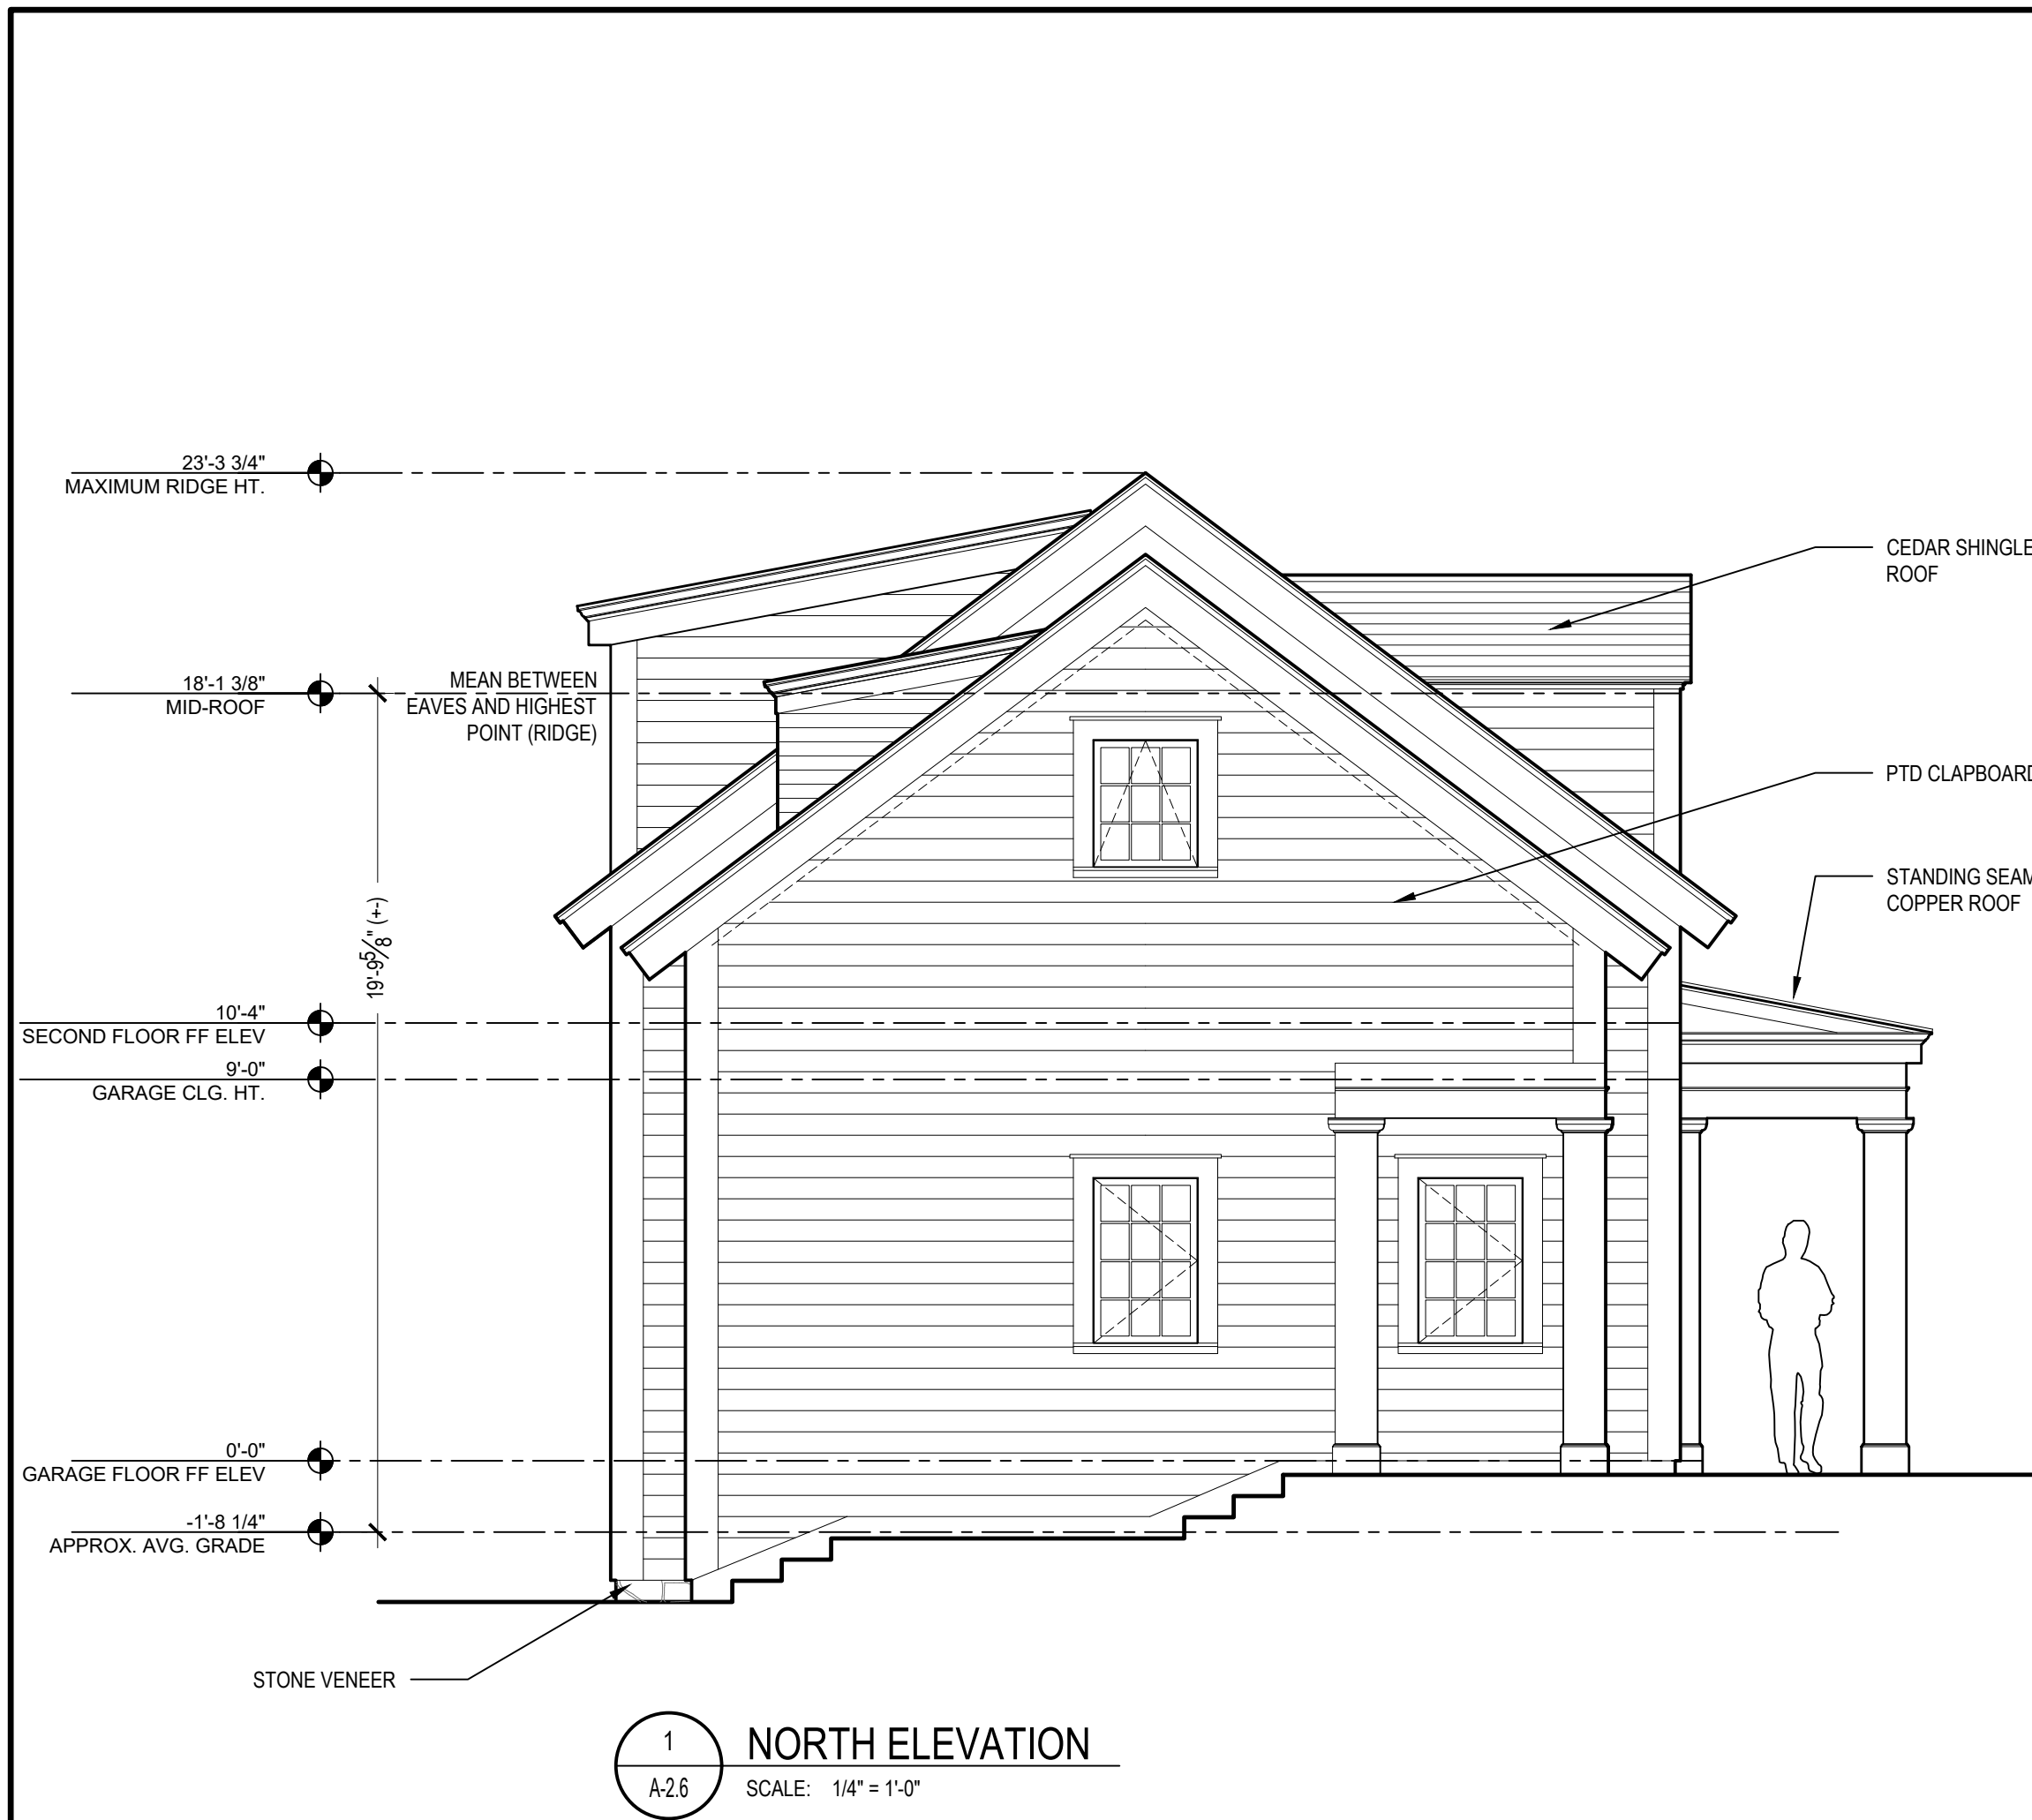 23'-3 3/4"
MAXIMUM RIDGE HT.
CEDAR SHINGLE
ROOF
18'-1 3/8"
MID-ROOF
MEAN BETWEEN
EAVES AND HIGHEST
POINT (RIDGE)
PTD CLAPBOARD
STANDING SEAM
COPPER ROOF
19'-9 5/8" (+-)
10'-4"
SECOND FLOOR FF ELEV
9'-0"
GARAGE CLG. HT.
0'-0"
GARAGE FLOOR FF ELEV
-1'-8 1/4"
APPROX. AVG. GRADE
STONE VENEER
1
A-2.6
NORTH ELEVATION
SCALE: 1/4" = 1'-0"